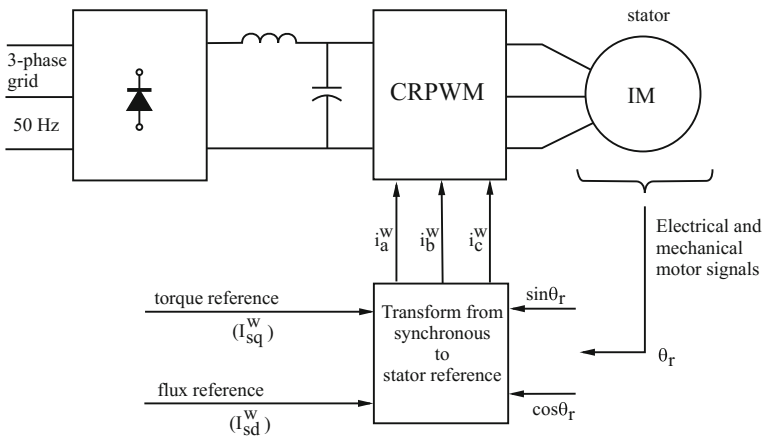 stator
3-phase
grid
50 Hz
CRPWM
IM
i_a^w
i_b^w
i_c^w
Electrical and
mechanical
motor signals
torque reference
(I_sq^w)
Transform from
synchronous
to
stator reference
sinθ_r
θ_r
flux reference
(I_sd^w)
cosθ_r